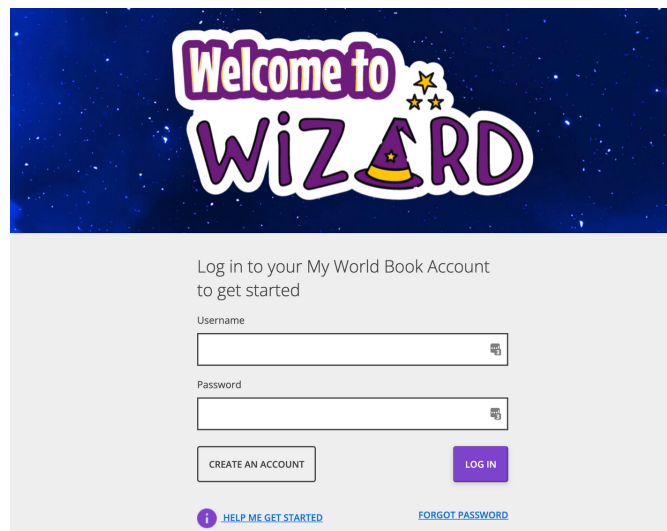 Welcome to
WiZARD
Log in to your My World Book Account
to get started
Username
Password
CREATE AN ACCOUNT
LOG IN
i HELP ME GET STARTED
FORGOT PASSWORD